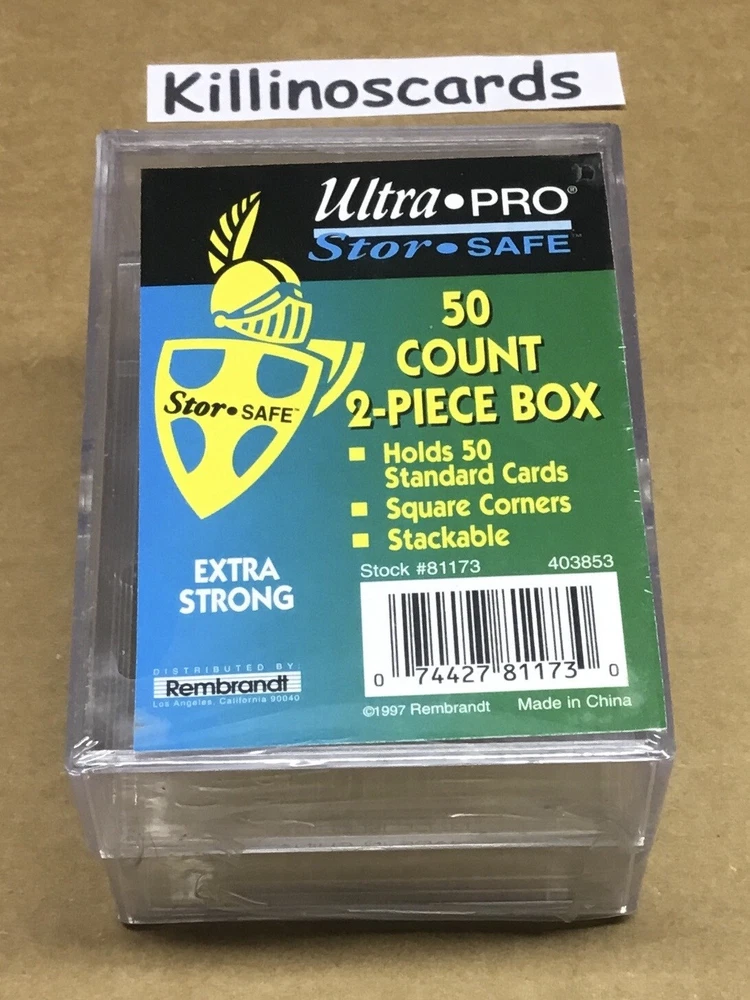 Killinoscards
Ultra•PRO®
Stor•SAFE™
50
COUNT
2-PIECE BOX
Stor•SAFE™
Holds 50
Standard Cards
Square Corners
Stackable
EXTRA
STRONG
Stock #81173 403853
0 74427 81173 0
DISTRIBUTED BY:
Rembrandt
Los Angeles, California 90040
©1997 Rembrandt Made in China